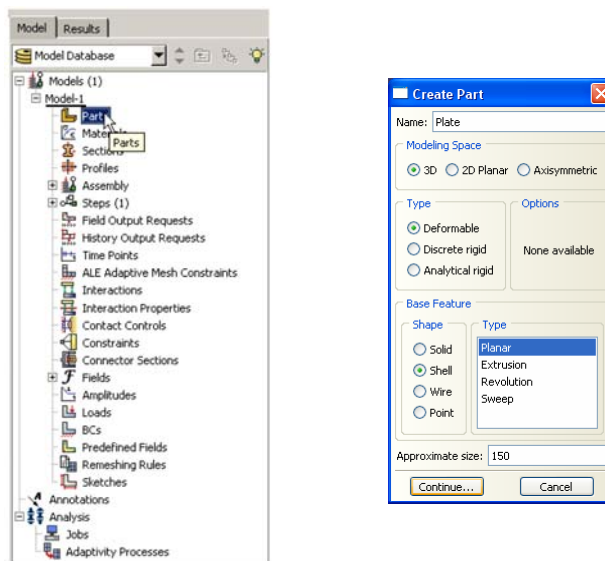 Model
Results
Model Database
Models (1)
Model-1
Parts
Mater
Parts
Sections
Profiles
Assembly
Steps (1)
Field Output Requests
History Output Requests
Time Points
ALE Adaptive Mesh Constraints
Interactions
Interaction Properties
Contact Controls
Constraints
Connector Sections
Fields
Amplitudes
Loads
BCs
Predefined Fields
Remeshing Rules
Sketches
Annotations
Analysis
Jobs
Adaptivity Processes
Create Part
Name: Plate
Modeling Space
3D 2D Planar Axisymmetric
Type
Deformable
Discrete rigid
Analytical rigid
Options
None available
Base Feature
Shape
Solid
Shell
Wire
Point
Type
Planar
Extrusion
Revolution
Sweep
Approximate size: 150
Continue... Cancel